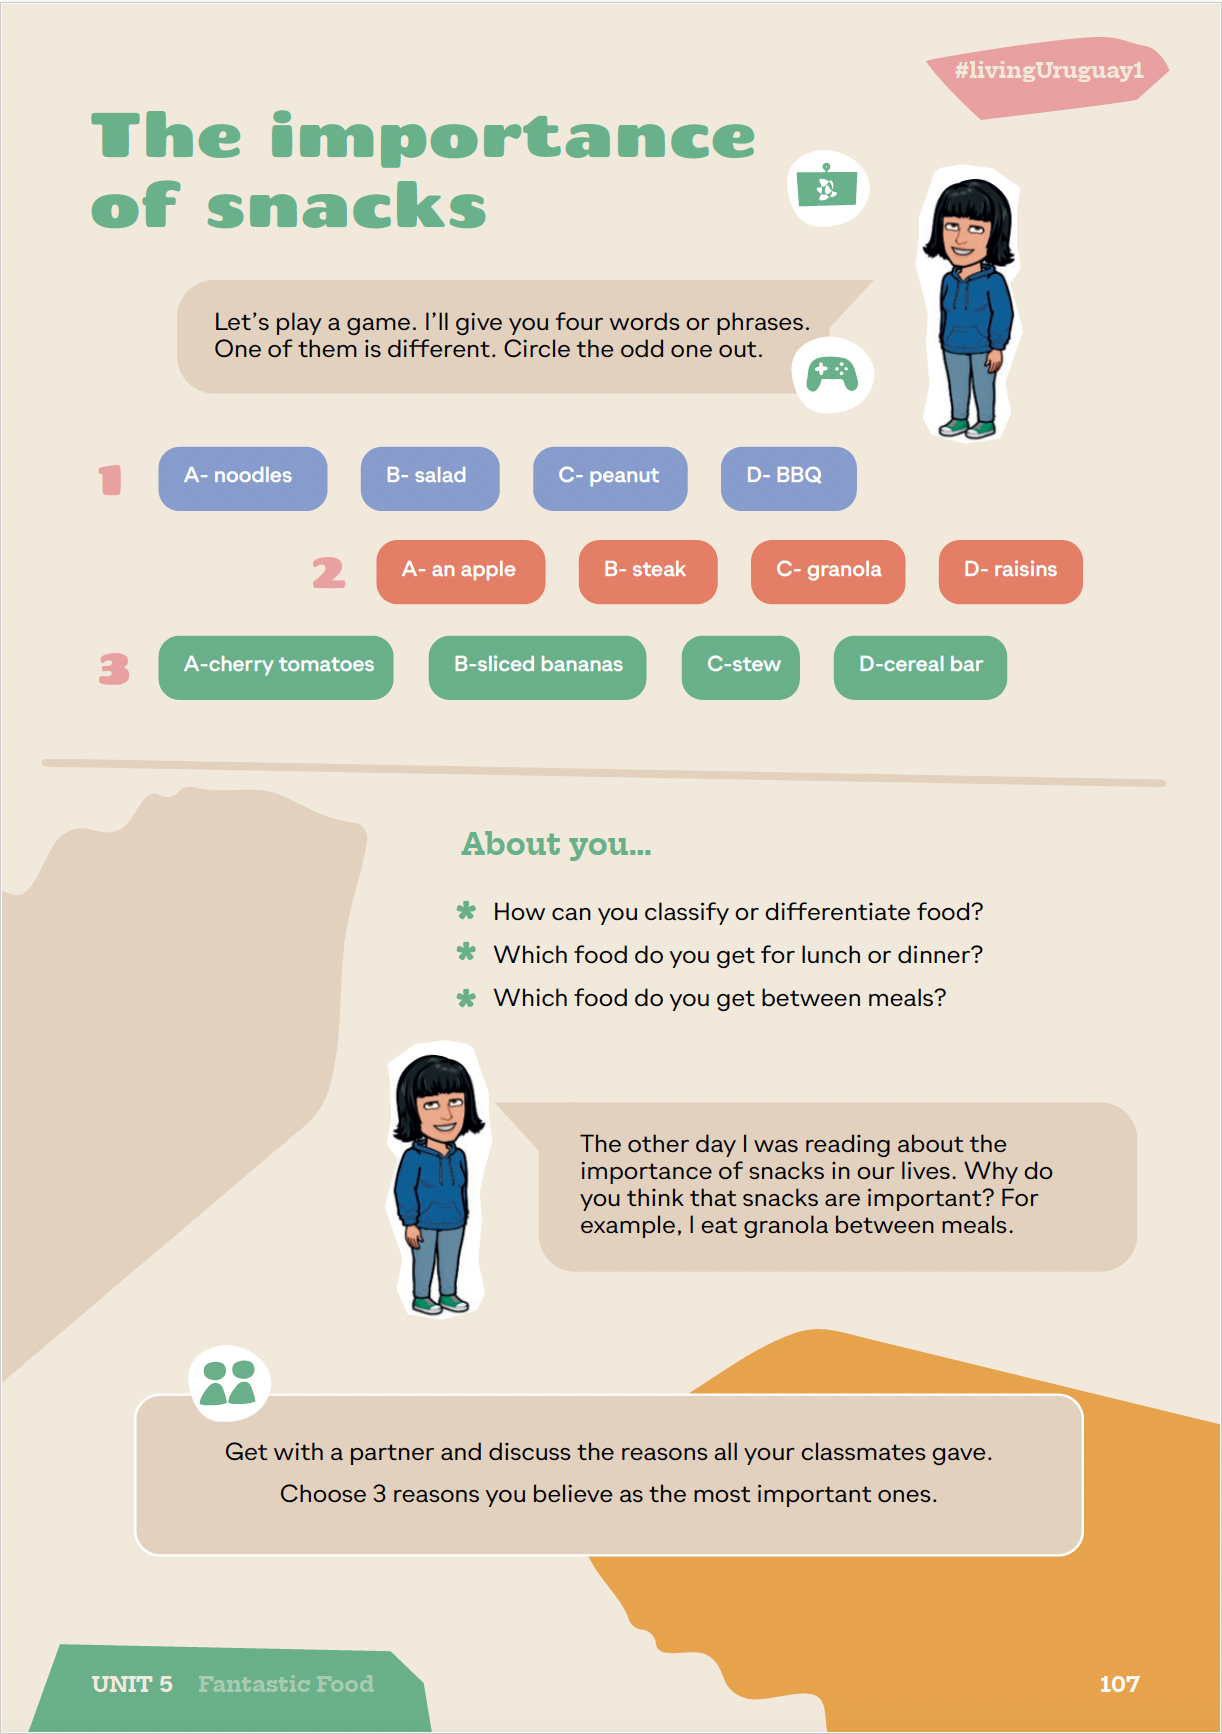 #livingUruguay1
The importance
of snacks
Let's play a game. I'll give you four words or phrases.
One of them is different. Circle the odd one out.
1 A- noodles B- salad C- peanut D- BBQ
2 A- an apple B- steak C- granola D- raisins
3 A-cherry tomatoes B-sliced bananas C-stew D-cereal bar
About you...
* How can you classify or differentiate food?
* Which food do you get for lunch or dinner?
* Which food do you get between meals?
The other day I was reading about the
importance of snacks in our lives. Why do
you think that snacks are important? For
example, I eat granola between meals.
Get with a partner and discuss the reasons all your classmates gave.
Choose 3 reasons you believe as the most important ones.
UNIT 5 Fantastic Food 107